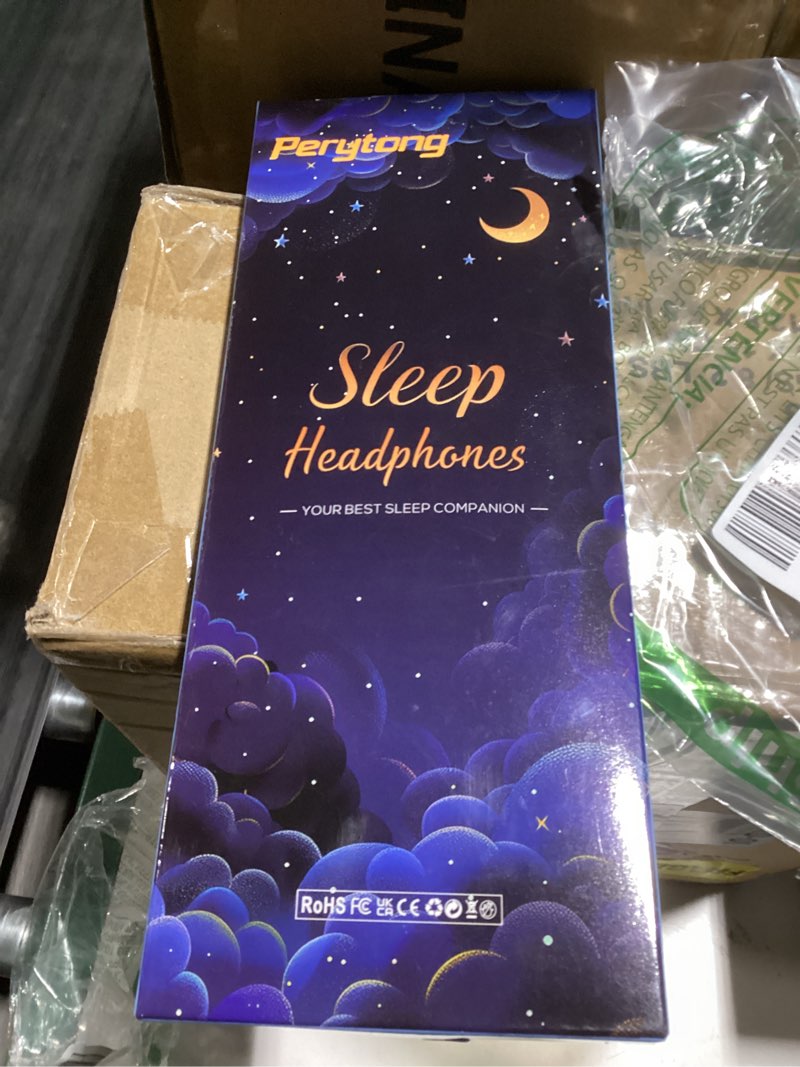 Perytong
Sleep
Headphones
— YOUR BEST SLEEP COMPANION —
RoHS FC UK CA CE